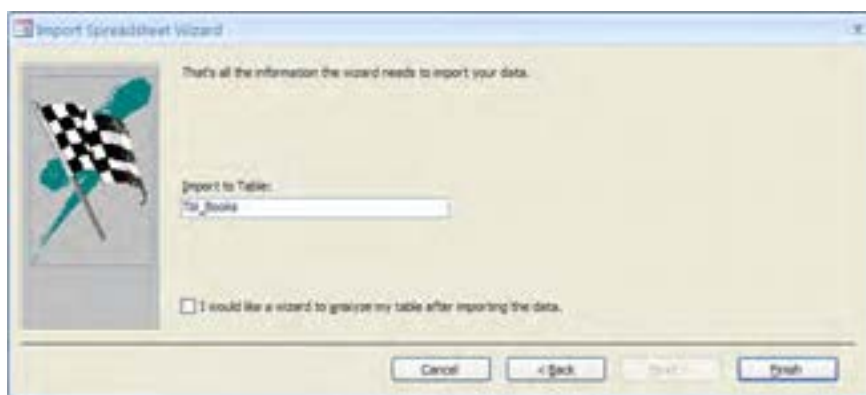 Import Spreadsheet Wizard
That's all the information the wizard needs to import your data.
Import to Table:
Tbl_Books
I would like a wizard to analyze my table after importing the data.
Cancel
< Back
Next >
Finish